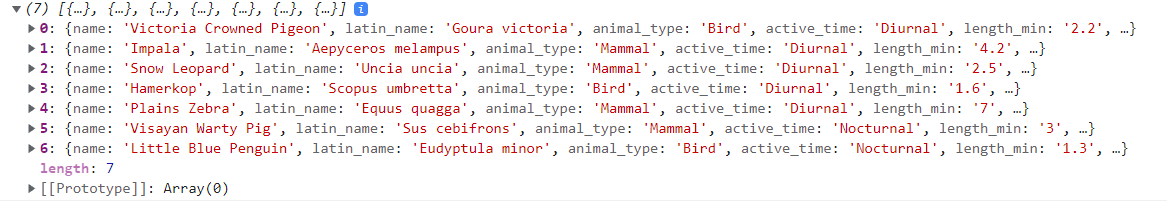 (7) [{…}, {…}, {…}, {…}, {…}, {…}, {…}] i
0: {name: 'Victoria Crowned Pigeon', latin_name: 'Goura victoria', animal_type: 'Bird', active_time: 'Diurnal', length_min: '2.2', …}
1: {name: 'Impala', latin_name: 'Aepyceros melampus', animal_type: 'Mammal', active_time: 'Diurnal', length_min: '4.2', …}
2: {name: 'Snow Leopard', latin_name: 'Uncia uncia', animal_type: 'Mammal', active_time: 'Diurnal', length_min: '2.5', …}
3: {name: 'Hamerkop', latin_name: 'Scopus umbretta', animal_type: 'Bird', active_time: 'Diurnal', length_min: '1.6', …}
4: {name: 'Plains Zebra', latin_name: 'Equus quagga', animal_type: 'Mammal', active_time: 'Diurnal', length_min: '7', …}
5: {name: 'Visayan Warty Pig', latin_name: 'Sus cebifrons', animal_type: 'Mammal', active_time: 'Nocturnal', length_min: '3', …}
6: {name: 'Little Blue Penguin', latin_name: 'Eudyptula minor', animal_type: 'Bird', active_time: 'Nocturnal', length_min: '1.3', …}
length: 7
[[Prototype]]: Array(0)